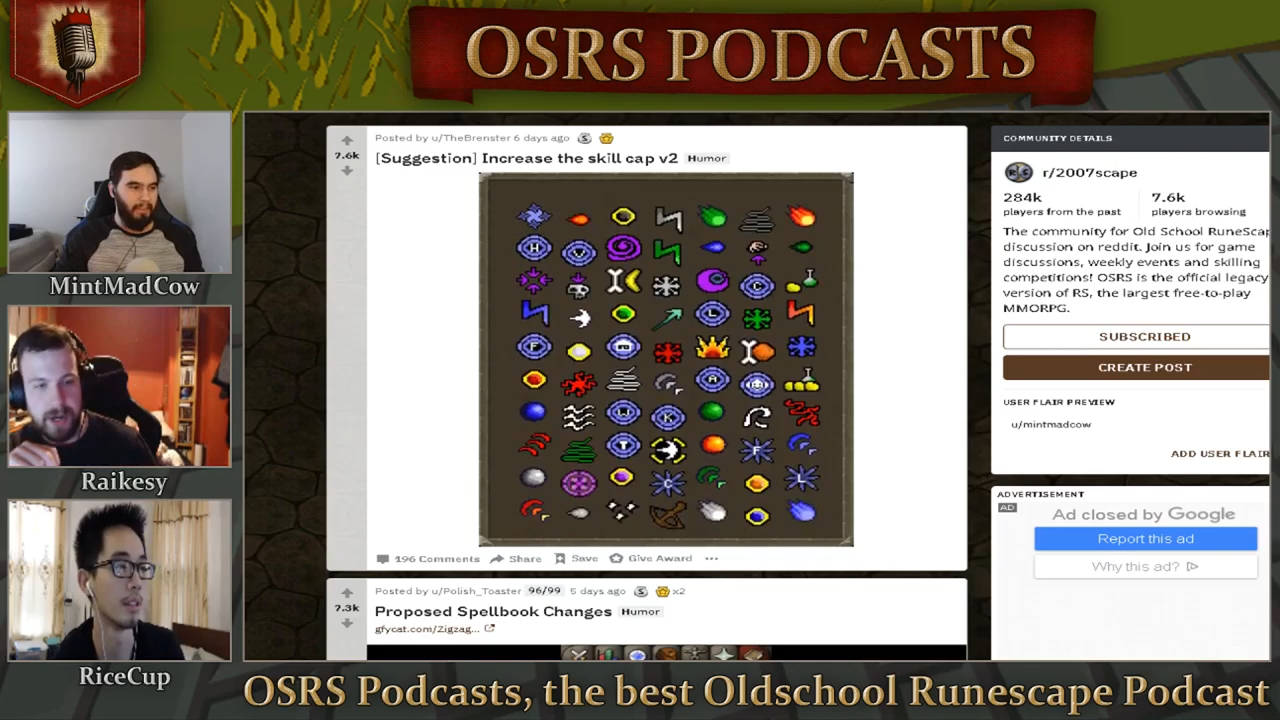 OSRS PODCASTS
MintMadCow
Raikesy
RiceCup
Posted by u/TheBrenster 6 days ago
7.6k
[Suggestion] Increase the skill cap v2 Humor
196 Comments Share Save Give Award ...
Posted by u/Polish_Toaster 96/99 5 days ago x2
7.3k
Proposed Spellbook Changes Humor
gfycat.com/Zigzag...
COMMUNITY DETAILS
r/2007scape
284k 7.6k
players from the past players browsing
The community for Old School RuneScap
discussion on reddit. Join us for game
discussions, weekly events and skilling
competitions! OSRS is the official legacy
version of RS, the largest free-to-play
MMORPG.
SUBSCRIBED
CREATE POST
USER FLAIR PREVIEW
u/mintmadcow
ADD USER FLAIR
ADVERTISEMENT
AD
Ad closed by Google
Report this ad
Why this ad?
OSRS Podcasts, the best Oldschool Runescape Podcast